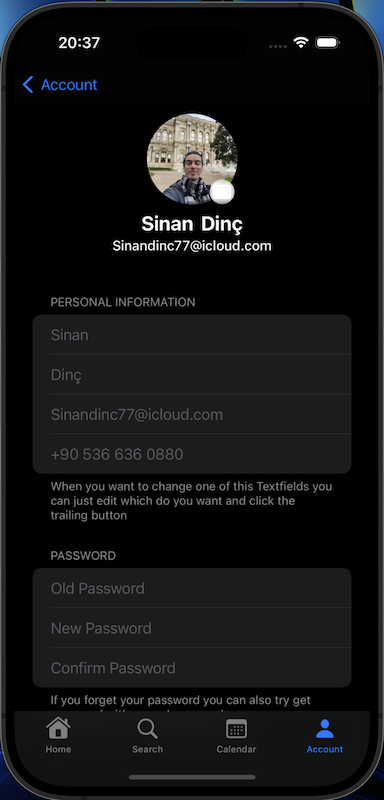 20:37
Account
Sinan Dinç
Sinandinc77@icloud.com
PERSONAL INFORMATION
Sinan
Dinç
Sinandinc77@icloud.com
+90 536 636 0880
When you want to change one of this Textfields you
can just edit which do you want and click the
trailing button
PASSWORD
Old Password
New Password
Confirm Password
If you forget your password you can also try get
Home
Search
Calendar
Account